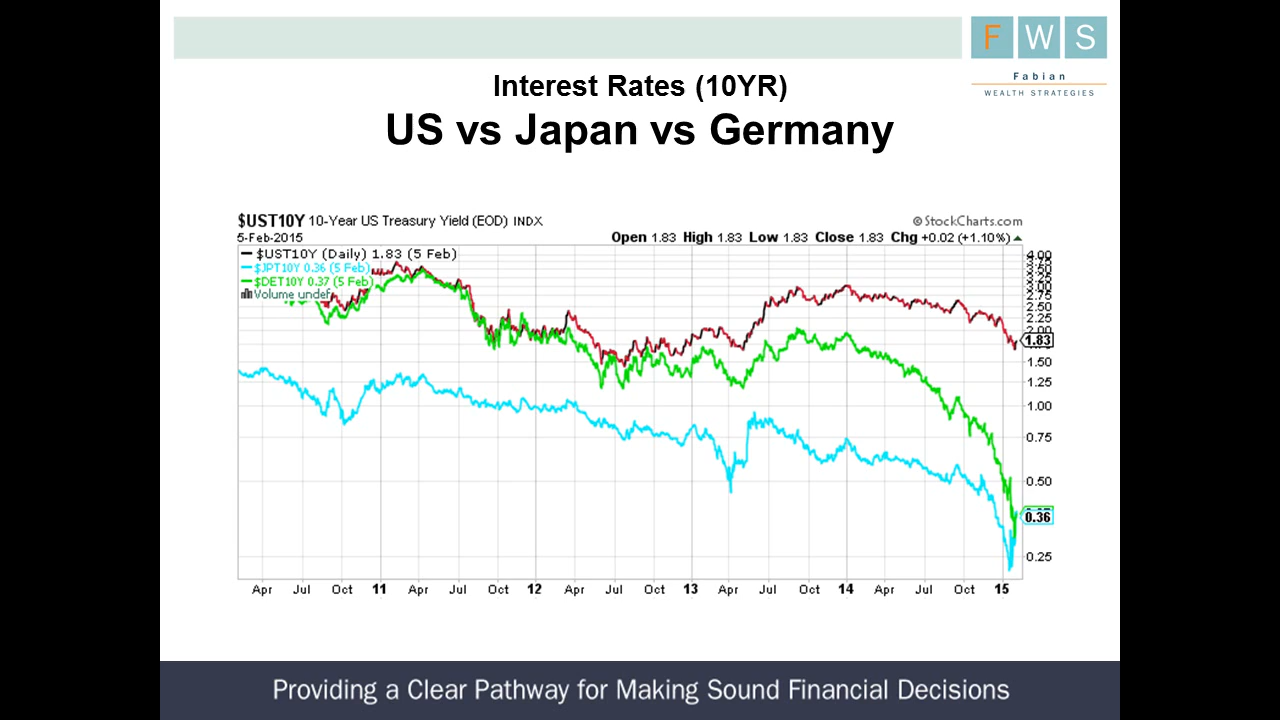 F W S
Fabian
WEALTH STRATEGIES
Interest Rates (10YR)
US vs Japan vs Germany
$UST10Y 10-Year US Treasury Yield (EOD) INDX
© StockCharts.com
5-Feb-2015
Open 1.83 High 1.83 Low 1.83 Close 1.83 Chg +0.02 (+1.10%)
$UST10Y (Daily) 1.83 (5 Feb)
$JPT10Y 0.36 (5 Feb)
$DET10Y 0.37 (5 Feb)
Volume undef
4.00
3.75
3.50
3.25
3.00
2.75
2.50
2.25
2.00
1.83
1.50
1.25
1.00
0.75
0.50
0.36
0.25
Apr Jul Oct 11 Apr Jul Oct 12 Apr Jul Oct 13 Apr Jul Oct 14 Apr Jul Oct 15
Providing a Clear Pathway for Making Sound Financial Decisions